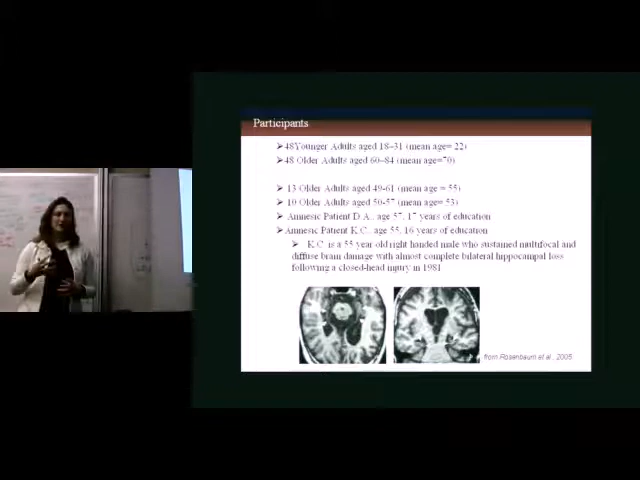 Participants
➢48Younger Adults aged 18–31 (mean age= 22)
➢48 Older Adults aged 60–84 (mean age=70)
➢ 13 Older Adults aged 49-61 (mean age = 55)
➢ 10 Older Adults aged 50-57 (mean age= 53)
➢ Amnesic Patient D.A., age 57, 17 years of education
➢Amnesic Patient K.C., age 55, 16 years of education
➢ K.C. is a 55 year old right handed male who sustained multifocal and
diffuse brain damage with almost complete bilateral hippocampal loss
following a closed-head injury in 1981
from Rosenbaum et al., 2005